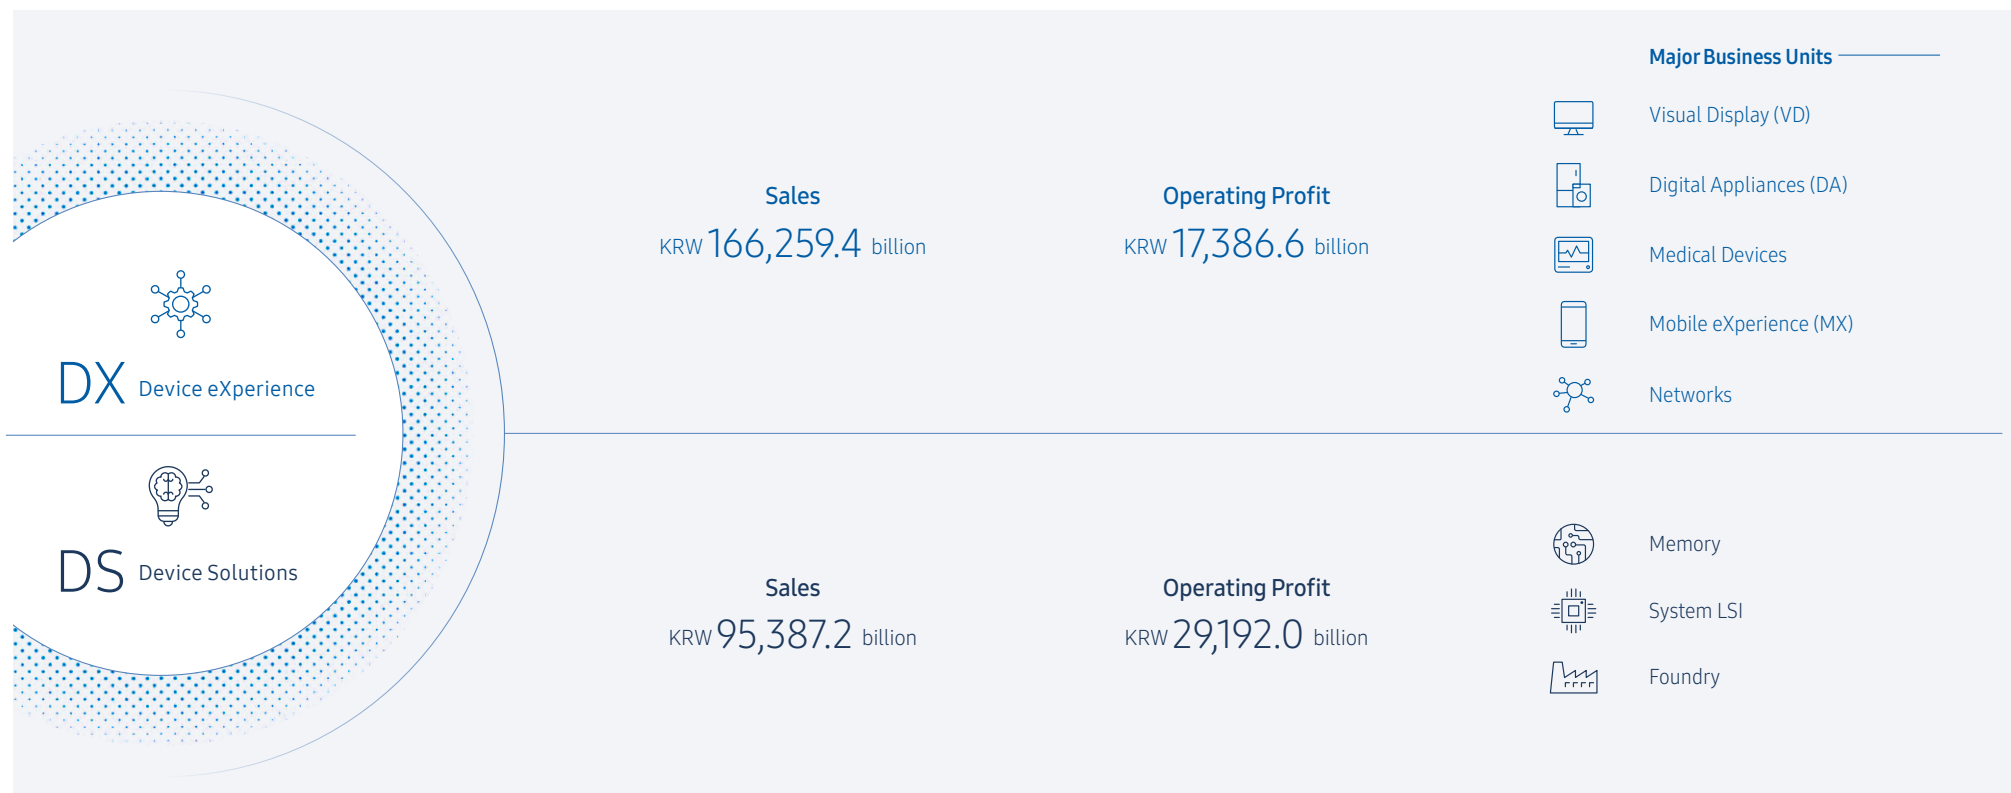 DX Device eXperience
Sales
KRW 166,259.4 billion
Operating Profit
KRW 17,386.6 billion
Major Business Units
Visual Display (VD)
Digital Appliances (DA)
Medical Devices
Mobile eXperience (MX)
Networks
DS Device Solutions
Sales
KRW 95,387.2 billion
Operating Profit
KRW 29,192.0 billion
Memory
System LSI
Foundry